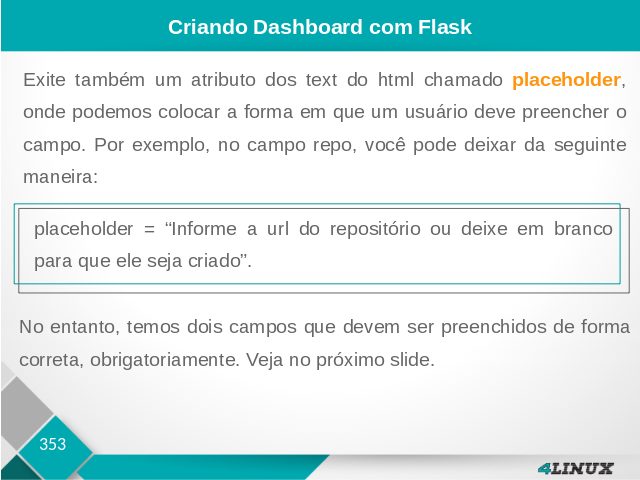 Criando Dashboard com Flask
Exite também um atributo dos text do html chamado placeholder,
onde podemos colocar a forma em que um usuário deve preencher o
campo. Por exemplo, no campo repo, você pode deixar da seguinte
maneira:
placeholder = “Informe a url do repositório ou deixe em branco
para que ele seja criado”.
No entanto, temos dois campos que devem ser preenchidos de forma
correta, obrigatoriamente. Veja no próximo slide.
353
4LINUX